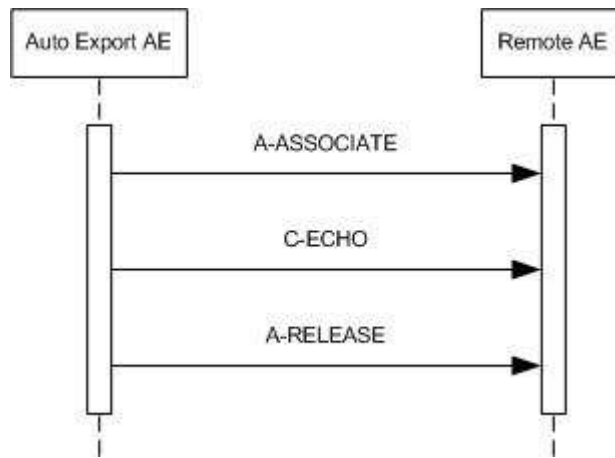 Auto Export AE
Remote AE
A-ASSOCIATE
C-ECHO
A-RELEASE